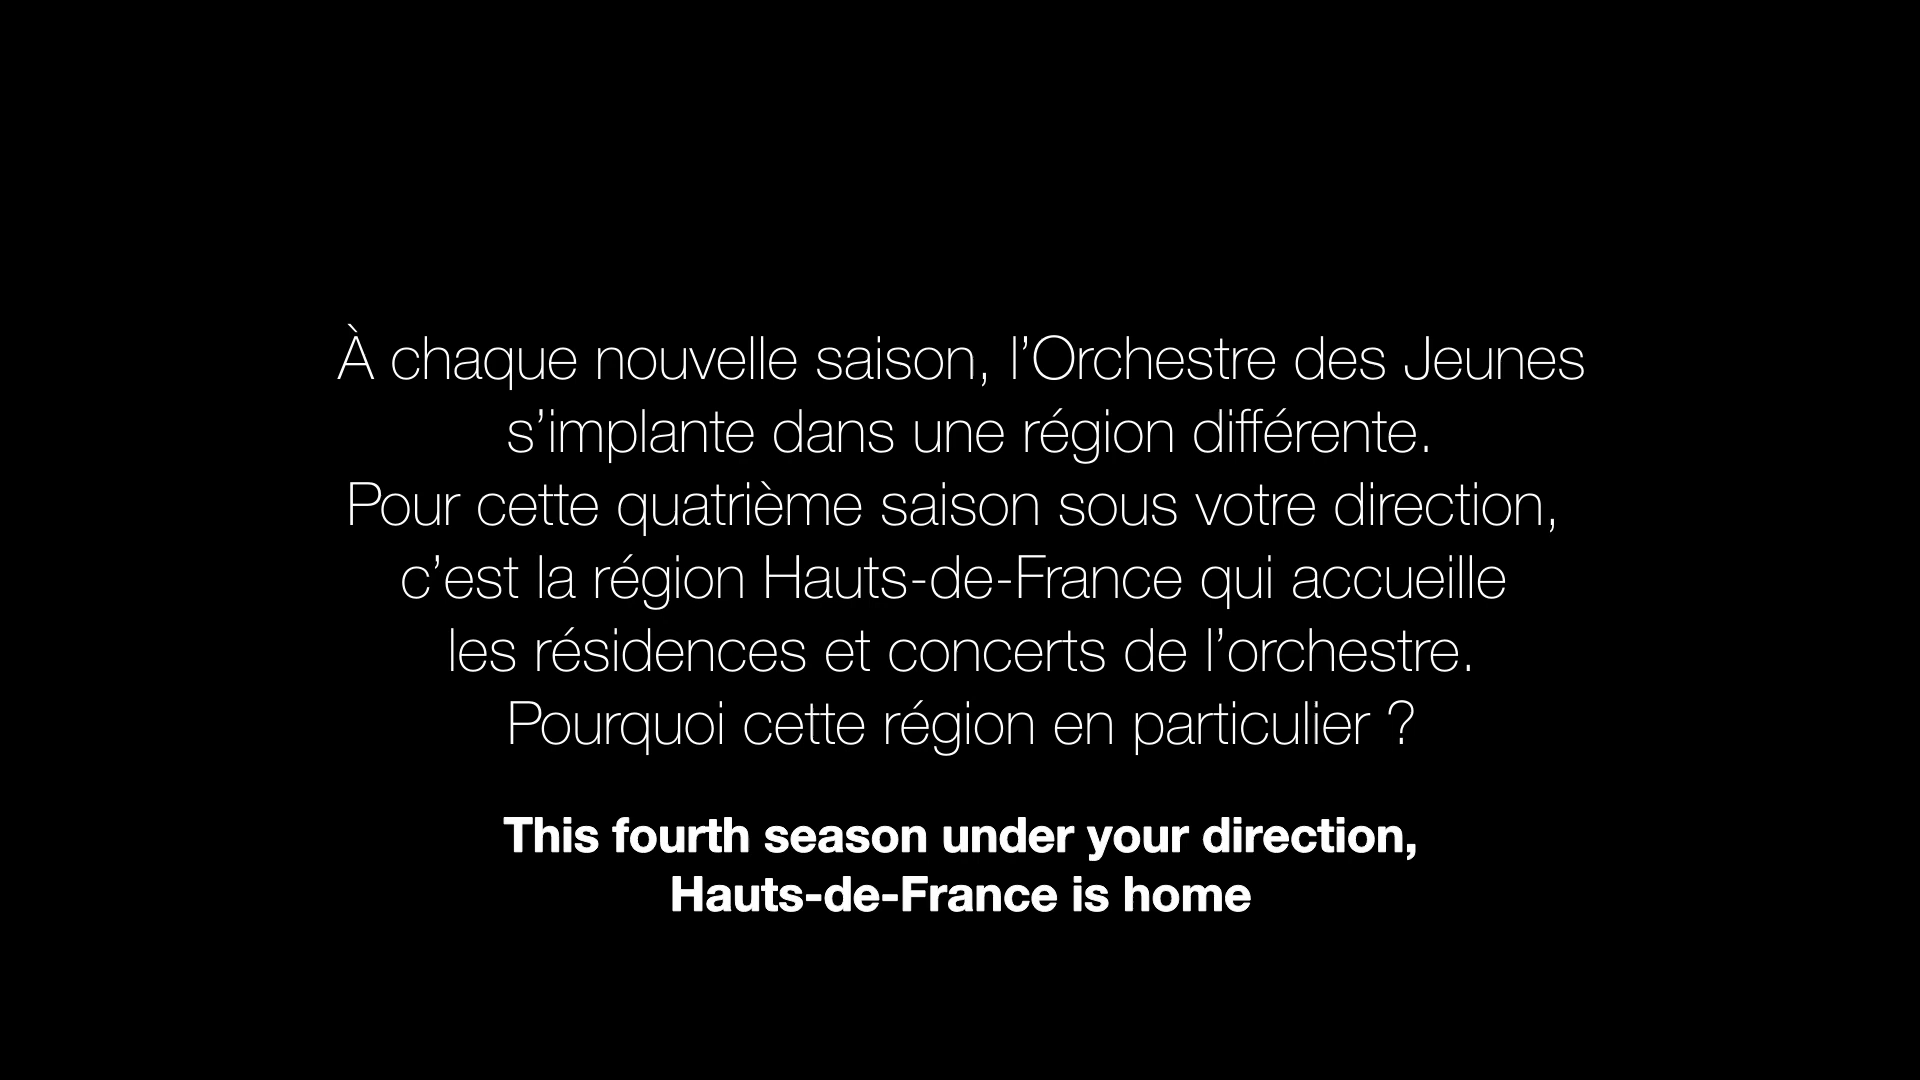 À chaque nouvelle saison, l’Orchestre des Jeunes
s’implante dans une région différente.
Pour cette quatrième saison sous votre direction,
c’est la région Hauts-de-France qui accueille
les résidences et concerts de l’orchestre.
Pourquoi cette région en particulier ?
This fourth season under your direction,
Hauts-de-France is home